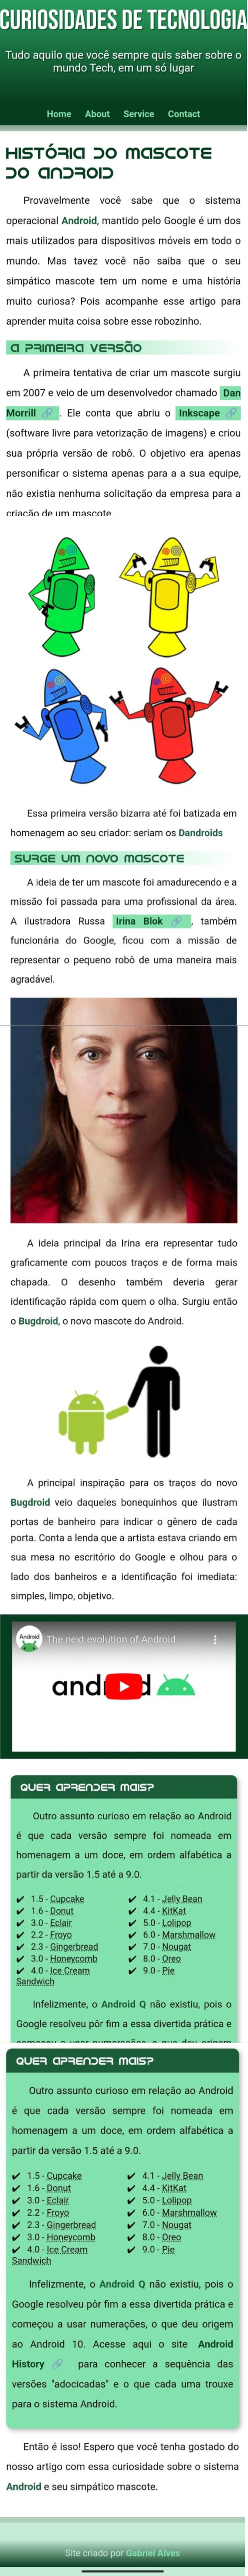 CURIOSIDADES DE TECNOLOGIA
Tudo aquilo que você sempre quis saber sobre o
mundo Tech, em um só lugar
Home About Service Contact
HISTÓRIA DO MASCOTE
DO ANDROID
Provavelmente você sabe que o sistema
operacional Android, mantido pelo Google é um dos
mais utilizados para dispositivos móveis em todo o
mundo. Mas tavez você não saiba que o seu
simpático mascote tem um nome e uma história
muito curiosa? Pois acompanhe esse artigo para
aprender muita coisa sobre esse robozinho.
A PRIMEIRA VERSÃO
A primeira tentativa de criar um mascote surgiu
em 2007 e veio de um desenvolvedor chamado Dan
Morrill 🔗 . Ele conta que abriu o Inkscape 🔗
(software livre para vetorização de imagens) e criou
sua própria versão de robô. O objetivo era apenas
personificar o sistema apenas para a a sua equipe,
não existia nenhuma solicitação da empresa para a
criação de um mascote.
Essa primeira versão bizarra até foi batizada em
homenagem ao seu criador: seriam os Dandroids
SURGE UM NOVO MASCOTE
A ideia de ter um mascote foi amadurecendo e a
missão foi passada para uma profissional da área.
A ilustradora Russa Irina Blok 🔗 , também
funcionária do Google, ficou com a missão de
representar o pequeno robô de uma maneira mais
agradável.
A ideia principal da Irina era representar tudo
graficamente com poucos traços e de forma mais
chapada. O desenho também deveria gerar
identificação rápida com quem o olha. Surgiu então
o Bugdroid, o novo mascote do Android.
A principal inspiração para os traços do novo
Bugdroid veio daqueles bonequinhos que ilustram
portas de banheiro para indicar o gênero de cada
porta. Conta a lenda que a artista estava criando em
sua mesa no escritório do Google e olhou para o
lado dos banheiros e a identificação foi imediata:
simples, limpo, objetivo.
Android
The next evolution of Android
android
QUER APRENDER MAIS?
Outro assunto curioso em relação ao Android
é que cada versão sempre foi nomeada em
homenagem a um doce, em ordem alfabética a
partir da versão 1.5 até a 9.0.
✔ 1.5 - Cupcake
✔ 1.6 - Donut
✔ 3.0 - Eclair
✔ 2.2 - Froyo
✔ 2.3 - Gingerbread
✔ 3.0 - Honeycomb
✔ 4.0 - Ice Cream
Sandwich
✔ 4.1 - Jelly Bean
✔ 4.4 - KitKat
✔ 5.0 - Lolipop
✔ 6.0 - Marshmallow
✔ 7.0 - Nougat
✔ 8.0 - Oreo
✔ 9.0 - Pie
Infelizmente, o Android Q não existiu, pois o
Google resolveu pôr fim a essa divertida prática e
começou a usar numerações, o que deu origem
QUER APRENDER MAIS?
Outro assunto curioso em relação ao Android
é que cada versão sempre foi nomeada em
homenagem a um doce, em ordem alfabética a
partir da versão 1.5 até a 9.0.
✔ 1.5 - Cupcake
✔ 1.6 - Donut
✔ 3.0 - Eclair
✔ 2.2 - Froyo
✔ 2.3 - Gingerbread
✔ 3.0 - Honeycomb
✔ 4.0 - Ice Cream
Sandwich
✔ 4.1 - Jelly Bean
✔ 4.4 - KitKat
✔ 5.0 - Lolipop
✔ 6.0 - Marshmallow
✔ 7.0 - Nougat
✔ 8.0 - Oreo
✔ 9.0 - Pie
Infelizmente, o Android Q não existiu, pois o
Google resolveu pôr fim a essa divertida prática e
começou a usar numerações, o que deu origem
ao Android 10. Acesse aqui o site Android
History 🔗 para conhecer a sequência das
versões "adocicadas" e o que cada uma trouxe
para o sistema Android.
Então é isso! Espero que você tenha gostado do
nosso artigo com essa curiosidade sobre o sistema
Android e seu simpático mascote.
Site criado por Gabriel Alves